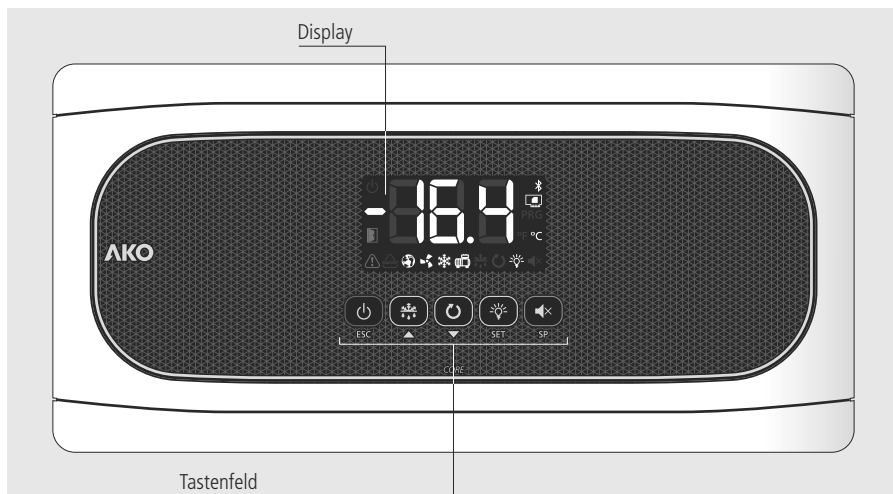 Display
-16.4
PRG
°F °C
AKO
ESC
SET
SP
CORE
Tastenfeld